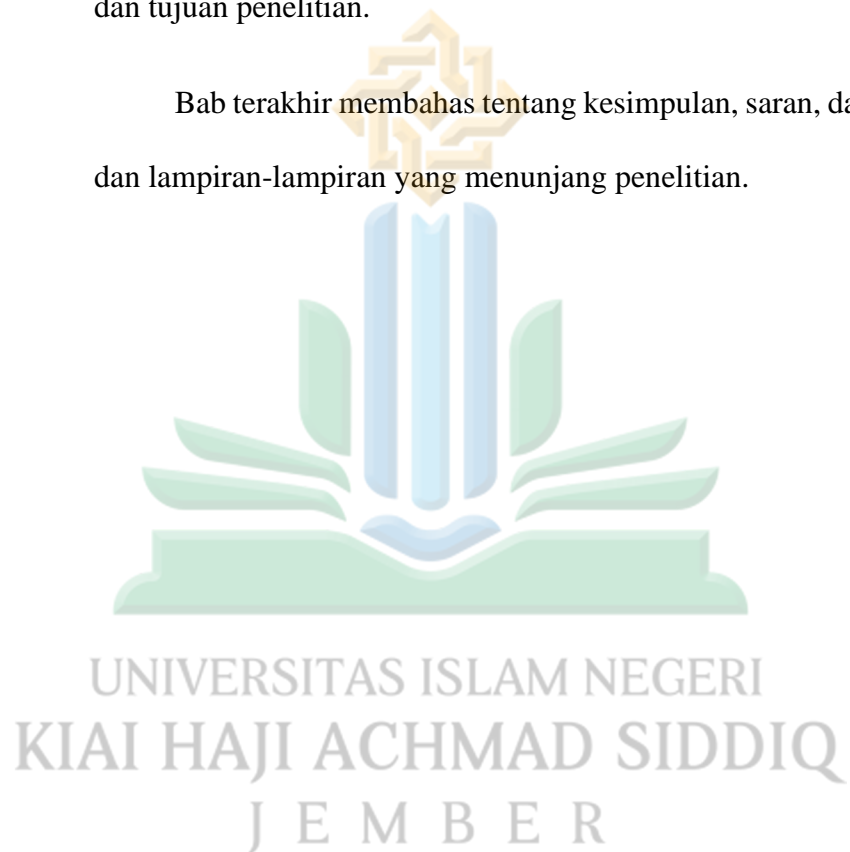 dan tujuan penelitian.
Bab terakhir membahas tentang kesimpulan, saran,
dan lampiran-lampiran yang menunjang penelitian.
UNIVERSITAS ISLAM NEGERI
KIAI HAJI ACHMAD SIDDIQ
JEMBER